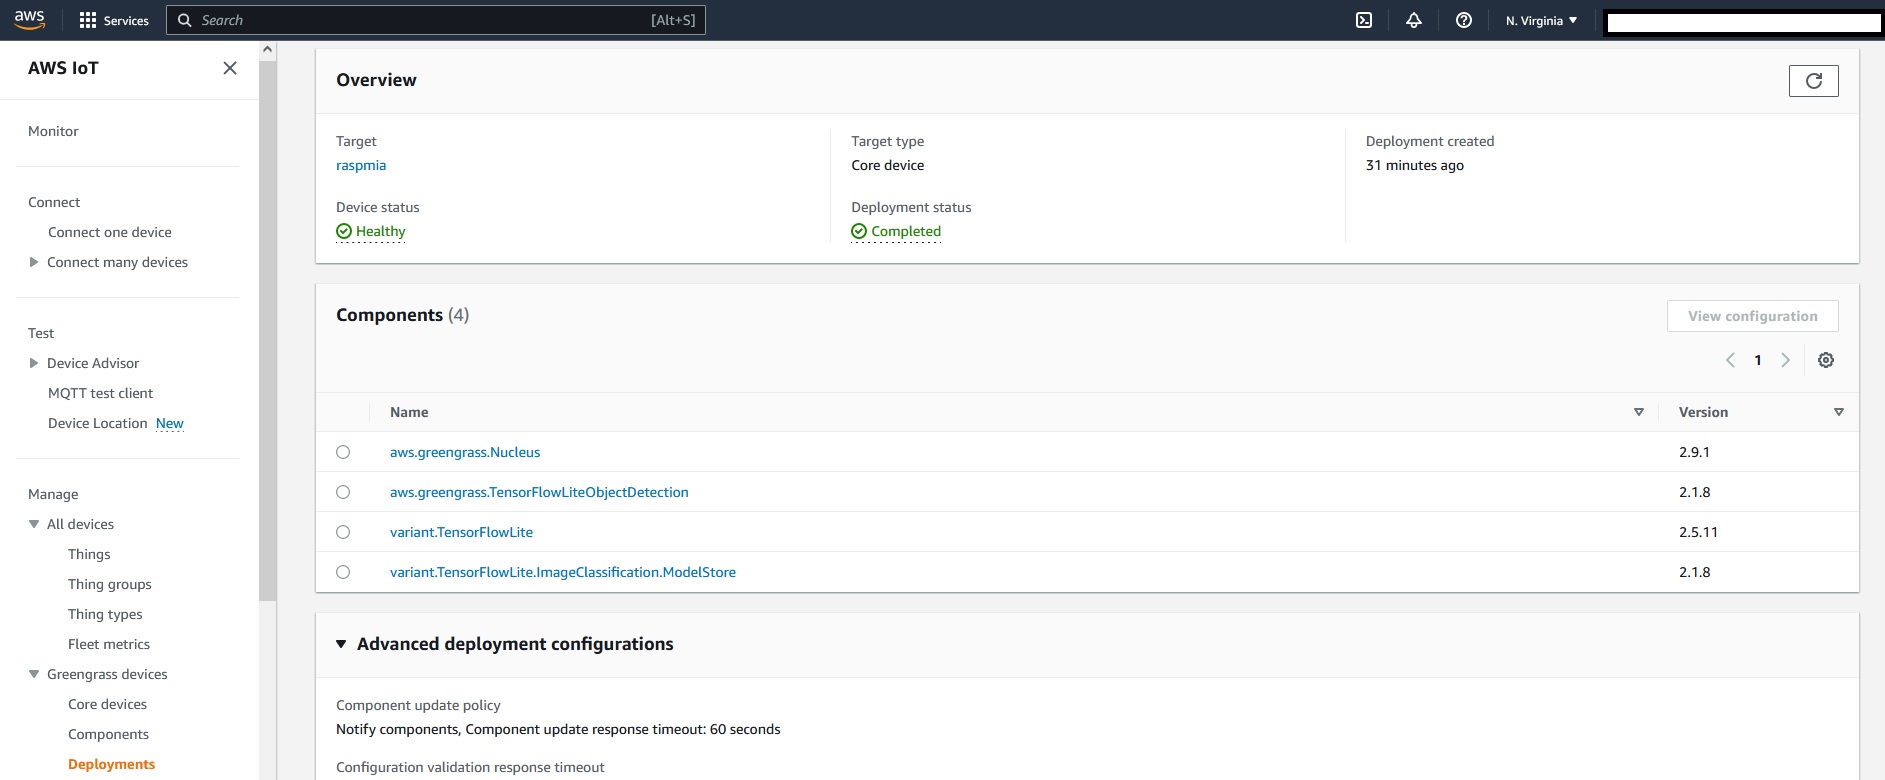 aws
Services
Search
[Alt+S]
N. Virginia
AWS IoT
Monitor
Connect
Connect one device
Connect many devices
Test
Device Advisor
MQTT test client
Device Location New
Manage
All devices
Things
Thing groups
Thing types
Fleet metrics
Greengrass devices
Core devices
Components
Deployments
Overview
Target
raspmia
Target type
Core device
Deployment created
31 minutes ago
Device status
Healthy
Deployment status
Completed
Components (4)
View configuration
1
Name
Version
aws.greengrass.Nucleus
2.9.1
aws.greengrass.TensorFlowLiteObjectDetection
2.1.8
variant.TensorFlowLite
2.5.11
variant.TensorFlowLite.ImageClassification.ModelStore
2.1.8
Advanced deployment configurations
Component update policy
Notify components, Component update response timeout: 60 seconds
Configuration validation response timeout